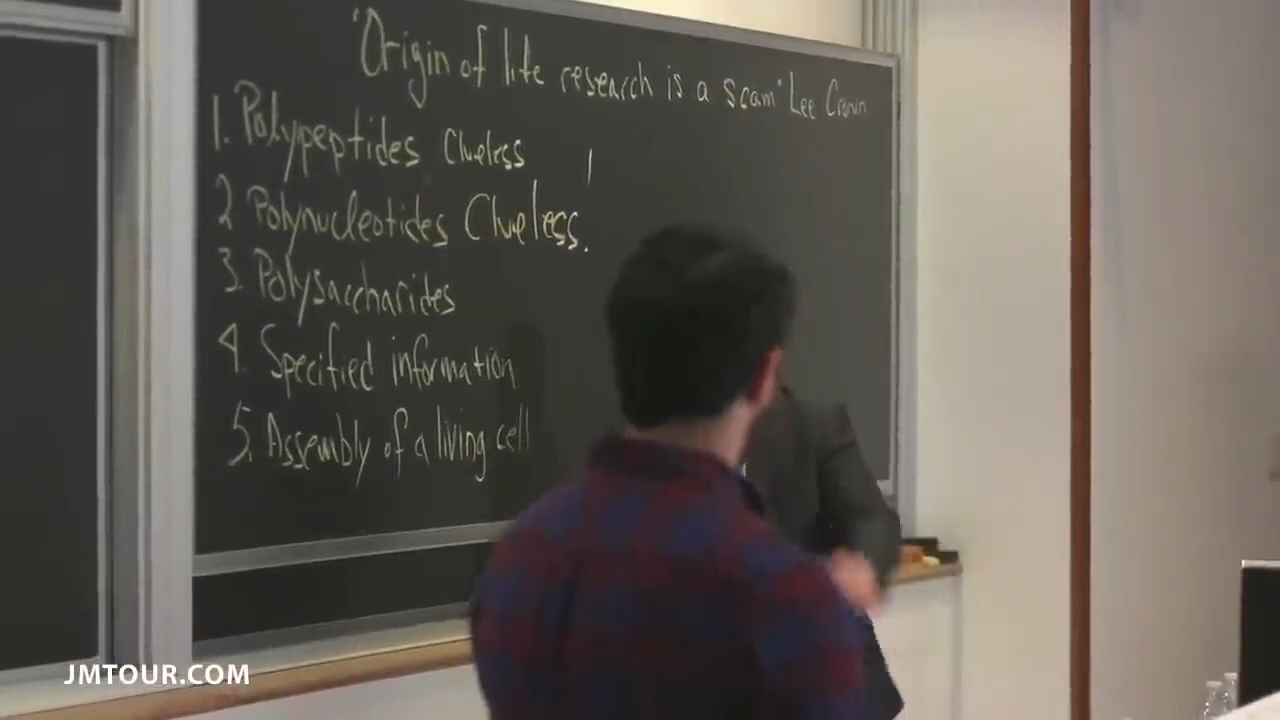 "Origin of life research is a scam" Lee Cronin
1. Polypeptides Clueless
2 Polynucleotides Clueless!
3. Polysaccharides
4. Specified information
5. Assembly of a living cell
JMTOUR.COM